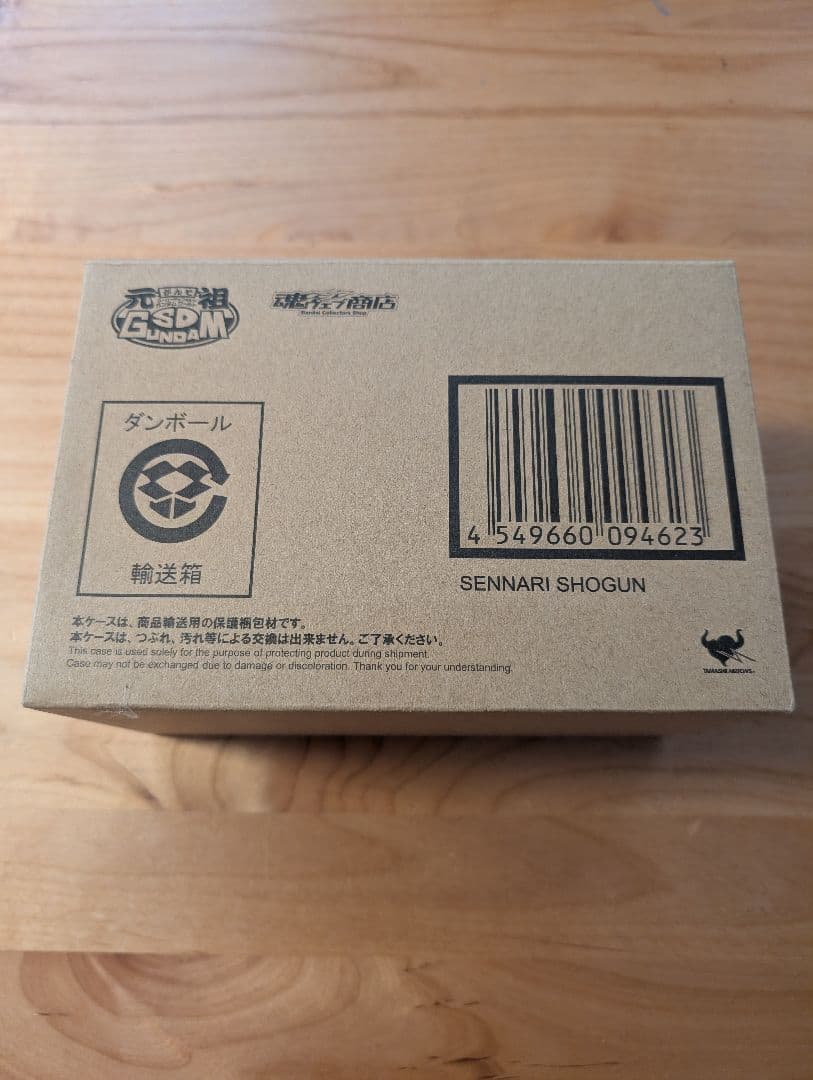 元祖
SD
GUNDAM
魂ウェブ商店
Bandai Collectors Shop
ダンボール
輸送箱
4 549660 094623
SENNARI SHOGUN
本ケースは、商品輸送用の保護梱包材です。
本ケースは、つぶれ、汚れ等による交換は出来ません。ご了承ください。
This case is used solely for the purpose of protecting product during shipment.
Case may not be exchanged due to damage or discoloration. Thank you for your understanding.
TAMASHII NATIONS